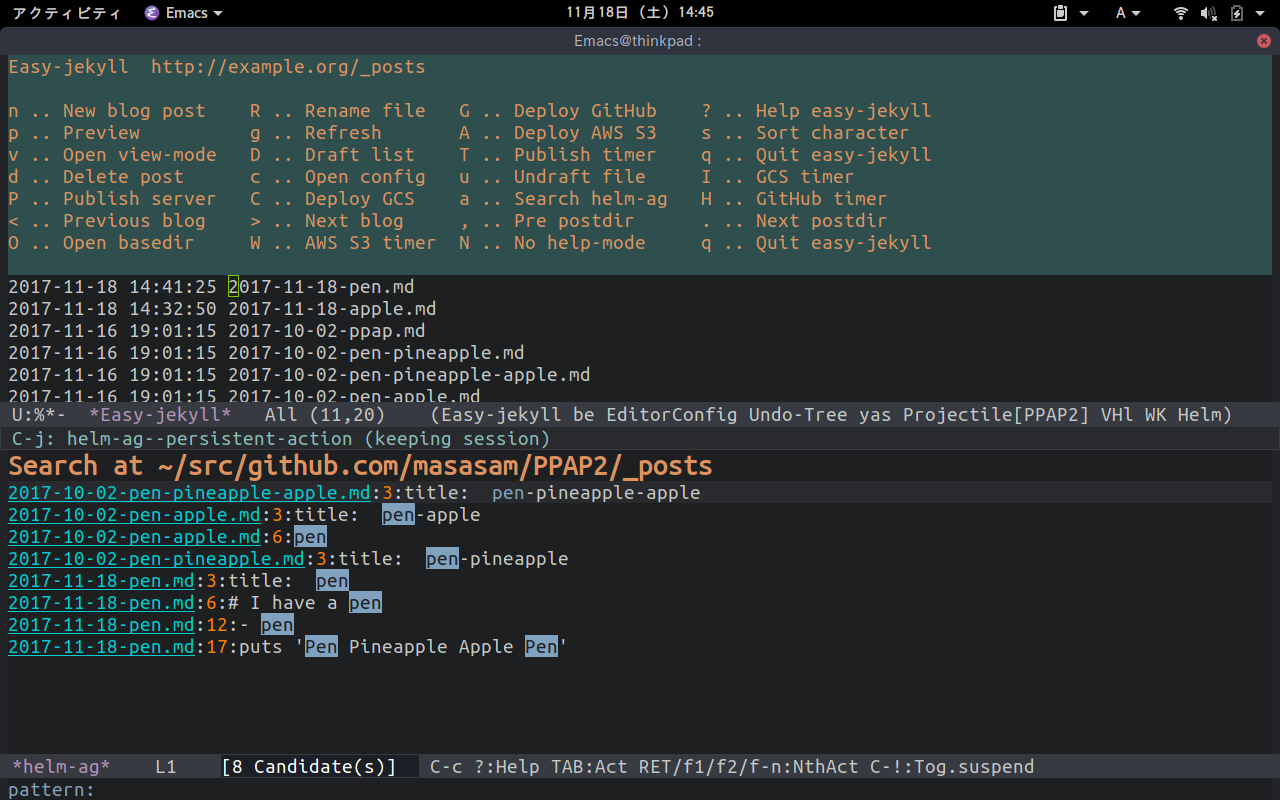 アクティビティ Emacs 11月18日 (土) 14:45 A
Emacs@thinkpad :
Easy-jekyll  http://example.org/_posts
n .. New blog post    R .. Rename file   G .. Deploy GitHub    ? .. Help easy-jekyll
p .. Preview          g .. Refresh       A .. Deploy AWS S3    s .. Sort character
v .. Open view-mode   D .. Draft list    T .. Publish timer    q .. Quit easy-jekyll
d .. Delete post      c .. Open config   u .. Undraft file     I .. GCS timer
P .. Publish server   C .. Deploy GCS    a .. Search helm-ag   H .. GitHub timer
< .. Previous blog    > .. Next blog     , .. Pre postdir      . .. Next postdir
O .. Open basedir     W .. AWS S3 timer  N .. No help-mode     q .. Quit easy-jekyll
2017-11-18 14:41:25 2017-11-18-pen.md
2017-11-18 14:32:50 2017-11-18-apple.md
2017-11-16 19:01:15 2017-10-02-ppap.md
2017-11-16 19:01:15 2017-10-02-pen-pineapple.md
2017-11-16 19:01:15 2017-10-02-pen-pineapple-apple.md
2017-11-16 19:01:15 2017-10-02-pen-apple.md
U:%*-  *Easy-jekyll*   All (11,20)    (Easy-jekyll be EditorConfig Undo-Tree yas Projectile[PPAP2] VHl WK Helm)
C-j: helm-ag--persistent-action (keeping session)
Search at ~/src/github.com/masasam/PPAP2/_posts
2017-10-02-pen-pineapple-apple.md:3:title:  pen-pineapple-apple
2017-10-02-pen-apple.md:3:title:  pen-apple
2017-10-02-pen-apple.md:6:pen
2017-10-02-pen-pineapple.md:3:title:  pen-pineapple
2017-11-18-pen.md:3:title:  pen
2017-11-18-pen.md:6:# I have a pen
2017-11-18-pen.md:12:- pen
2017-11-18-pen.md:17:puts 'Pen Pineapple Apple Pen'
*helm-ag*    L1    [8 Candidate(s)]   C-c ?:Help TAB:Act RET/f1/f2/f-n:NthAct C-!:Tog.suspend
pattern: